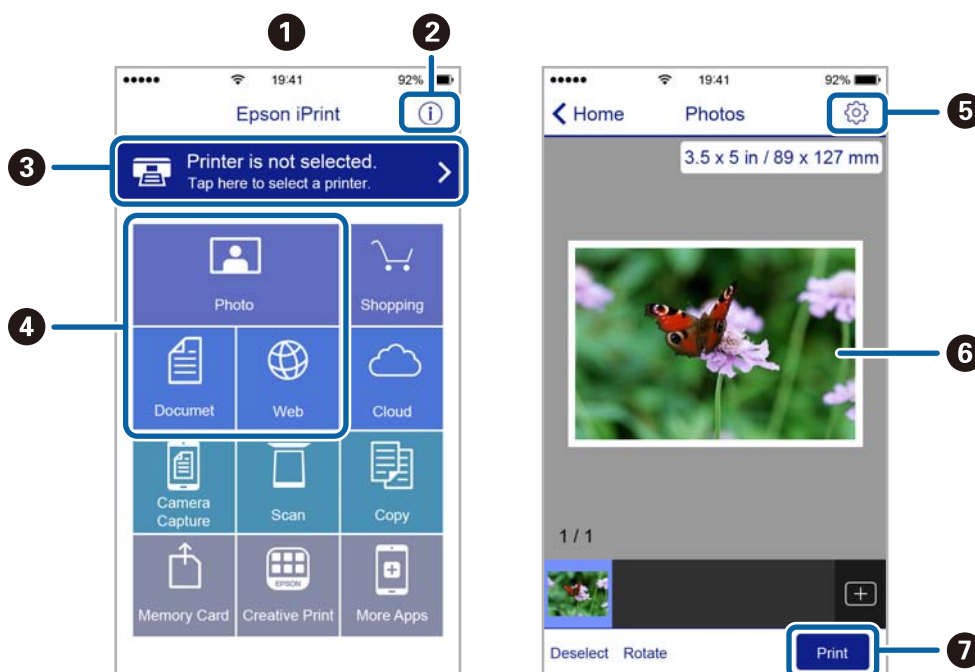 1
2
19:41
92%
Epson iPrint
3
Printer is not selected.
Tap here to select a printer.
4
Photo
Shopping
Documet
Web
Cloud
Camera
Capture
Scan
Copy
EPSON
Memory Card
Creative Print
More Apps
19:41
92%
Home
Photos
5
3.5 x 5 in / 89 x 127 mm
6
1 / 1
Deselect
Rotate
Print
7